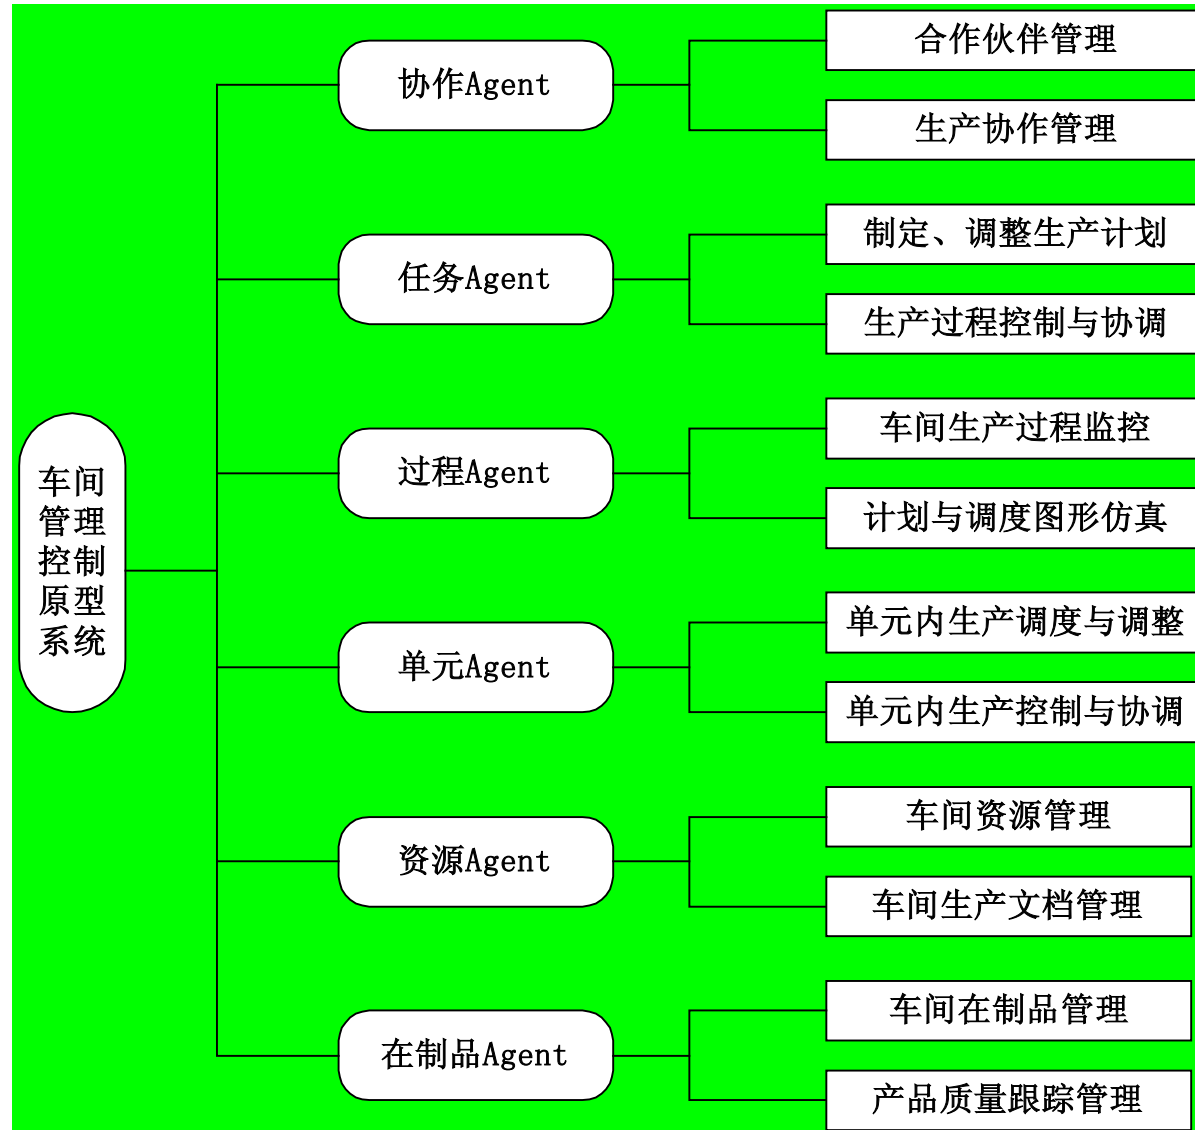 车间
管理
控制
原型
系统
协作Agent
合作伙伴管理
生产协作管理
任务Agent
制定、调整生产计划
生产过程控制与协调
过程Agent
车间生产过程监控
计划与调度图形仿真
单元Agent
单元内生产调度与调整
单元内生产控制与协调
资源Agent
车间资源管理
车间生产文档管理
在制品Agent
车间在制品管理
产品质量跟踪管理